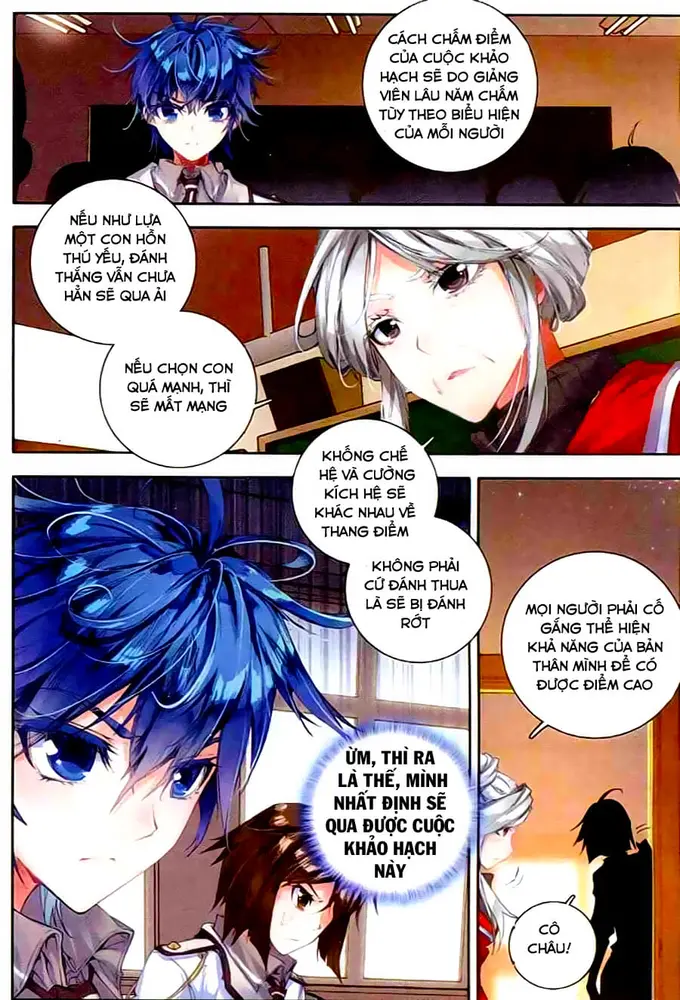 CÁCH CHẤM ĐIỂM
CỦA CUỘC KHẢO
HẠCH SẼ DO GIẢNG
VIÊN LÂU NĂM CHẤM
TÙY THEO BIỂU HIỆN
CỦA MỖI NGƯỜI
NẾU NHƯ LỰA
MỘT CON HỒN
THÚ YẾU, ĐÁNH
THẮNG VẪN CHƯA
HẲN SẼ QUA ẢI
NẾU CHỌN CON
QUÁ MẠNH, THÌ
SẼ MẤT MẠNG
KHỐNG CHẾ
HỆ VÀ CƯỜNG
KÍCH HỆ SẼ
KHÁC NHAU VỀ
THANG ĐIỂM
KHÔNG PHẢI
CỨ ĐÁNH THUA
LÀ SẼ BỊ ĐÁNH
RỚT
MỌI NGƯỜI PHẢI CỐ
GẮNG THỂ HIỆN
KHẢ NĂNG CỦA BẢN
THÂN MÌNH ĐỂ CÓ
ĐƯỢC ĐIỂM CAO
ỪM, THÌ RA
LÀ THẾ, MÌNH
NHẤT ĐỊNH SẼ
QUA ĐƯỢC CUỘC
KHẢO HẠCH
NÀY
CÔ
CHÂU!